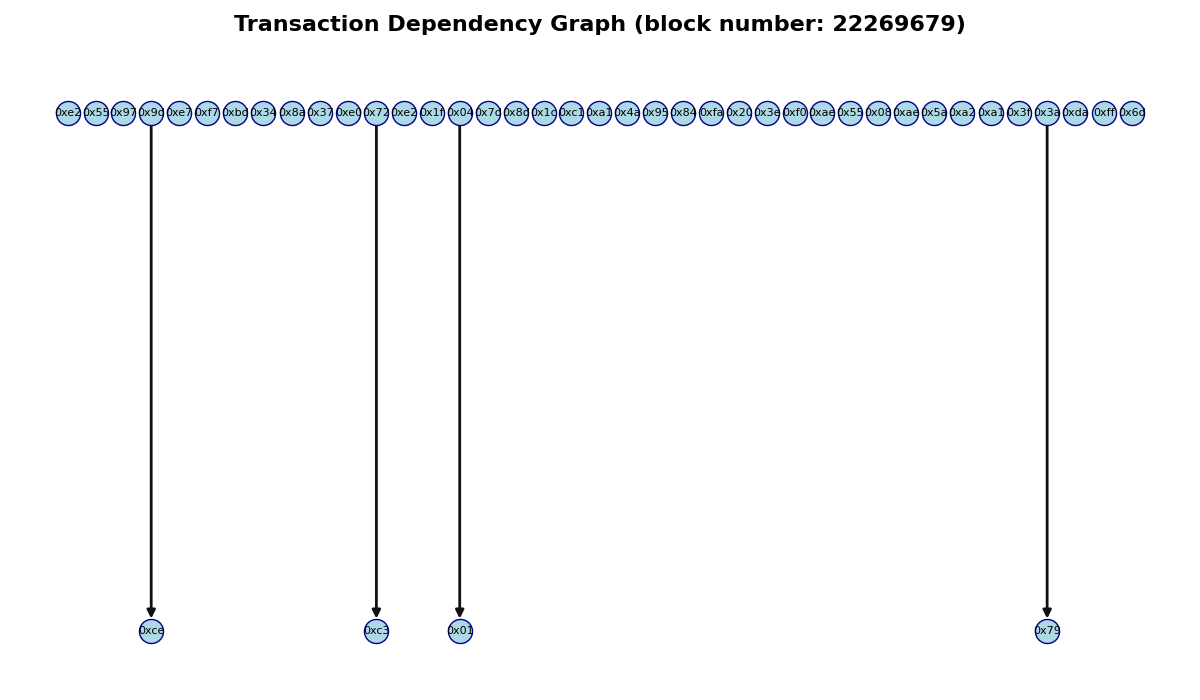 Transaction Dependency Graph (block number: 22269679)
0xe2 0x55 0x97 0x9d 0xe7 0xf7 0xbd 0x34 0x8a 0x37 0xe0 0x72 0xe2 0x1f 0x04 0x7d 0x8d 0x1c 0xc1 0xa1 0x4a 0x95 0x84 0xfa 0x20 0x3e 0xf0 0xae 0x55 0x08 0xae 0x5a 0xa2 0xa1 0x3f 0x3a 0xda 0xff 0x6d
0xce 0xc3 0x01 0x79